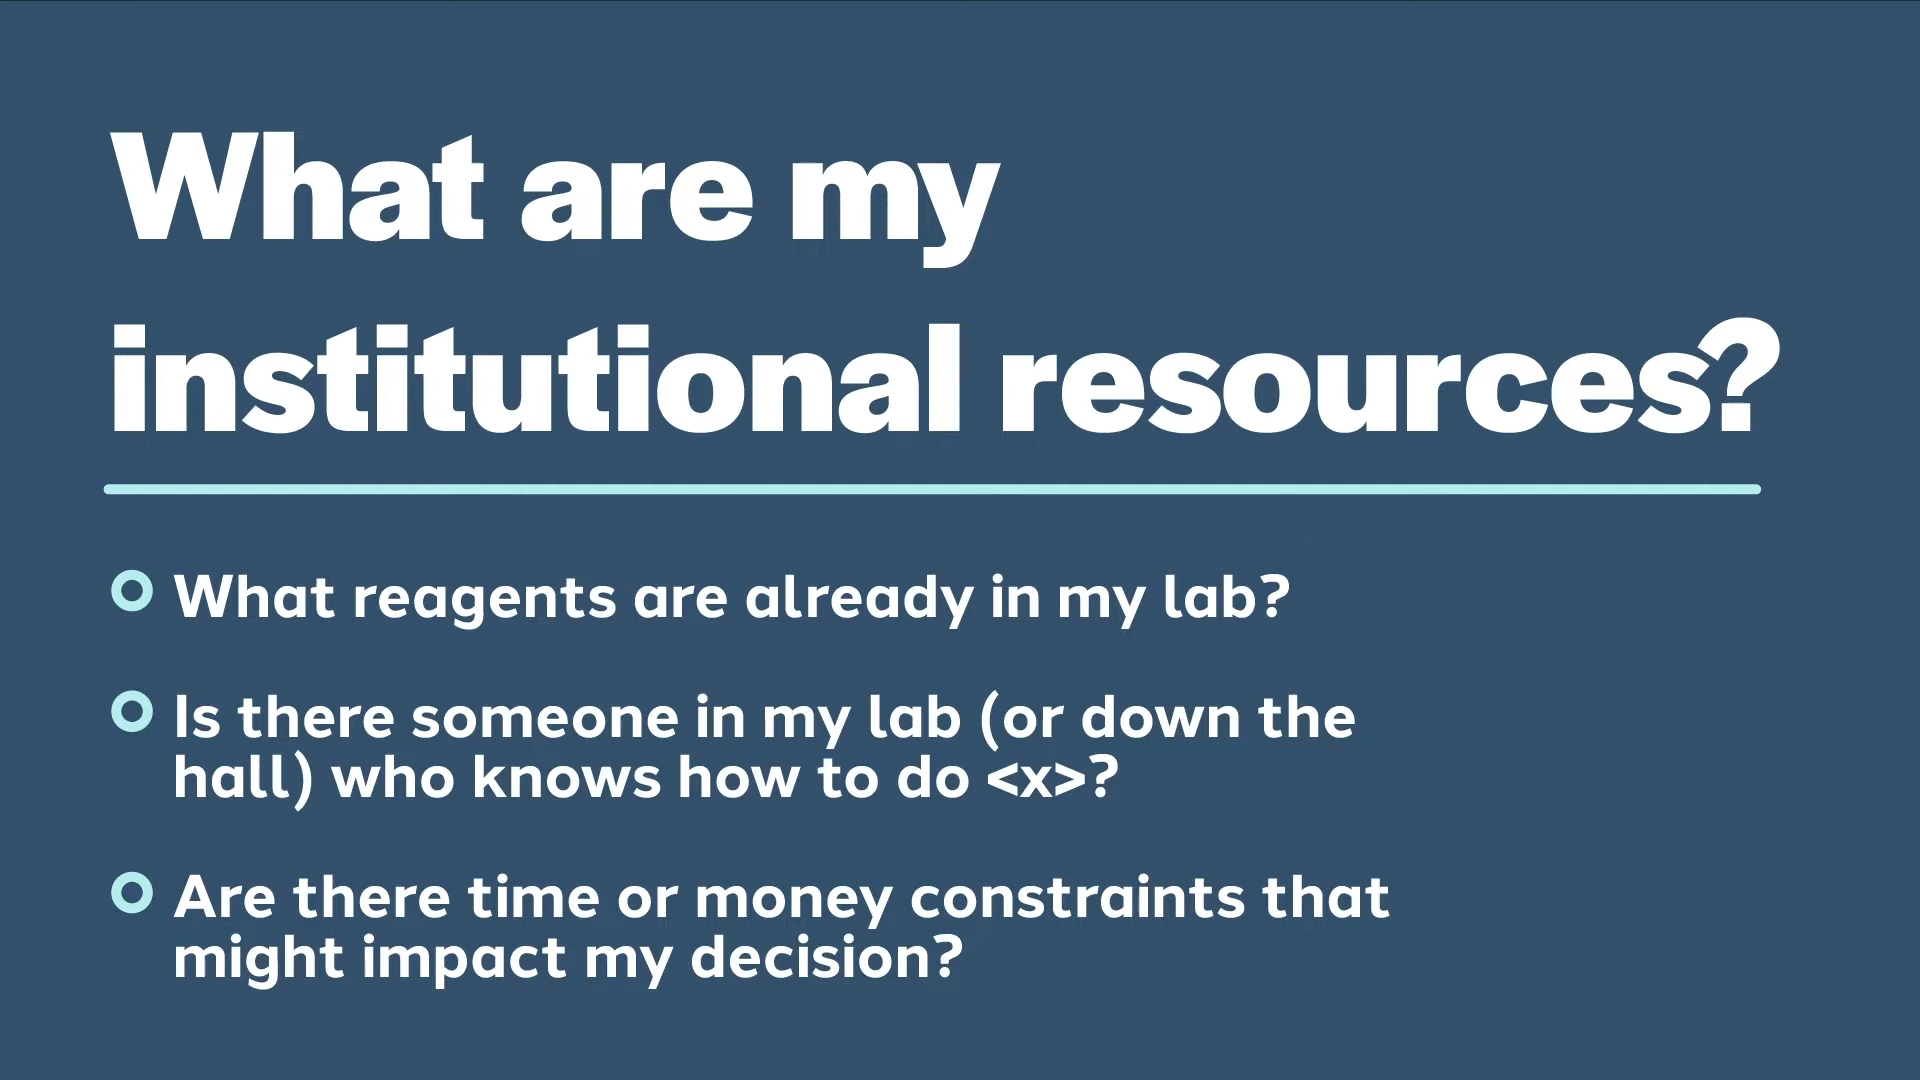 What are my
institutional resources?
What reagents are already in my lab?
Is there someone in my lab (or down the
hall) who knows how to do <x>?
Are there time or money constraints that
might impact my decision?